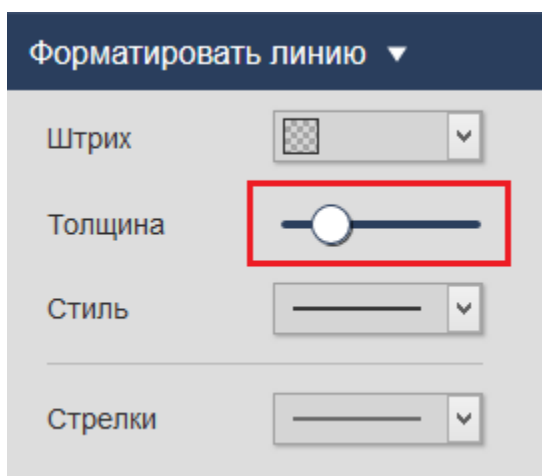 Форматировать линию
Штрих
Толщина
Стиль
Стрелки